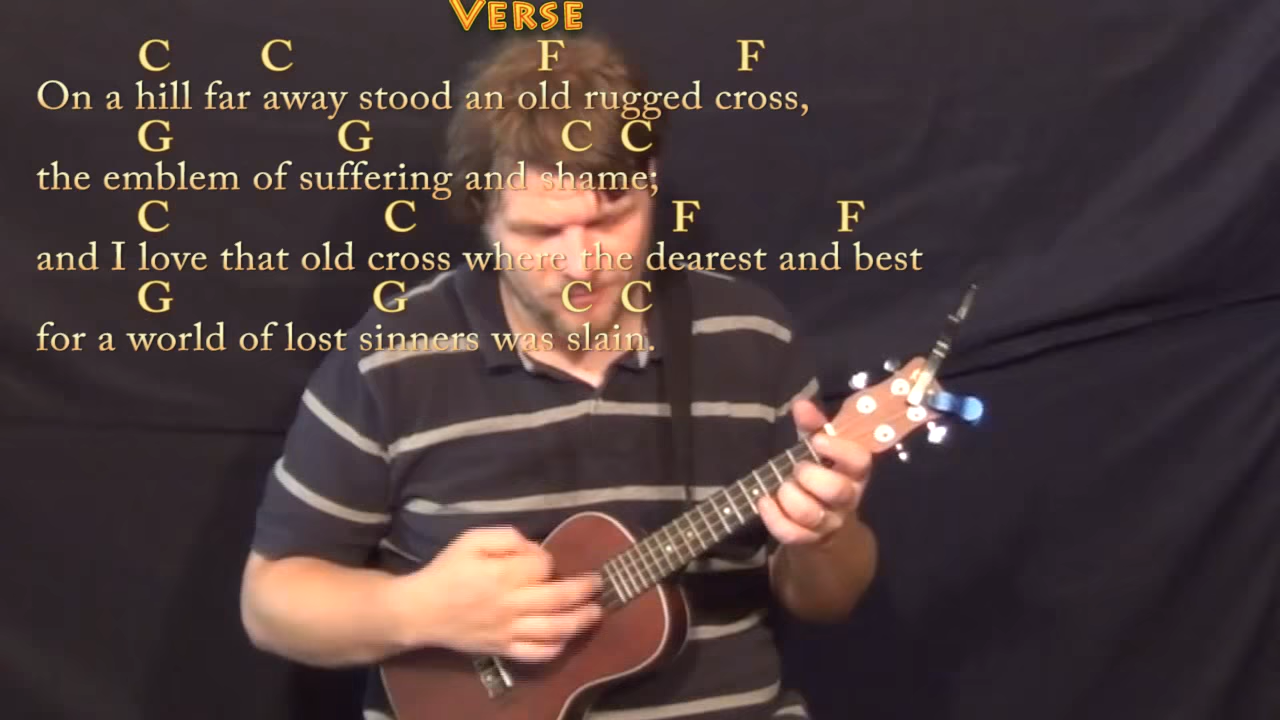 VERSE
C C F F
On a hill far away stood an old rugged cross,
G G C C
the emblem of suffering and shame;
C C F F
and I love that old cross where the dearest and best
G G C C
for a world of lost sinners was slain.